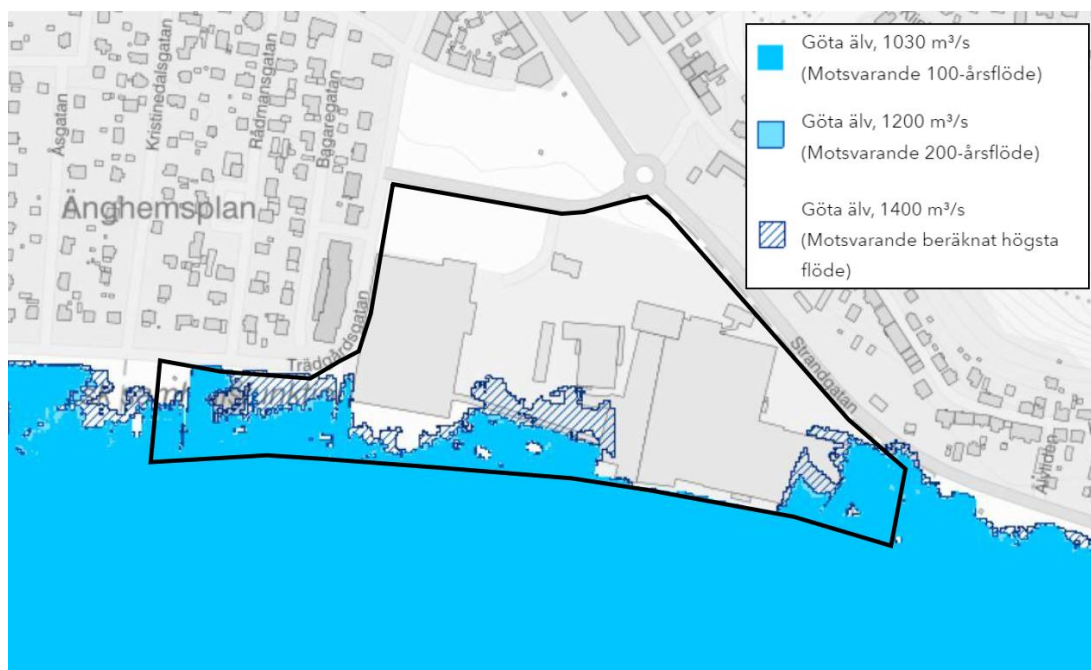 Göta älv, 1030 m³/s
(Motsvarande 100-årsflöde)
Göta älv, 1200 m³/s
(Motsvarande 200-årsflöde)
Göta älv, 1400 m³/s
(Motsvarande beräknat högsta
flöde)
Åsgatan
Kristinedalsgatan
Rådmansgatan
Bagaregatan
Änghemsplan
Trädgårdsgatan
Strandgatan
Älvliden